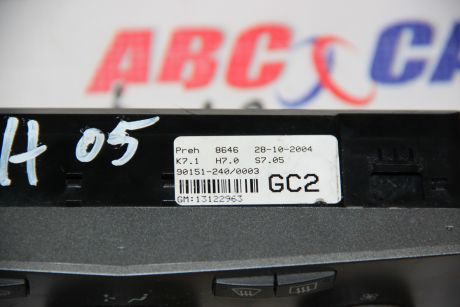 ABC CA
H 05
Preh 8646 28-10-2004
K7.1 H7.0 S7.05
90151-240/0003
GC2
GM:13122963